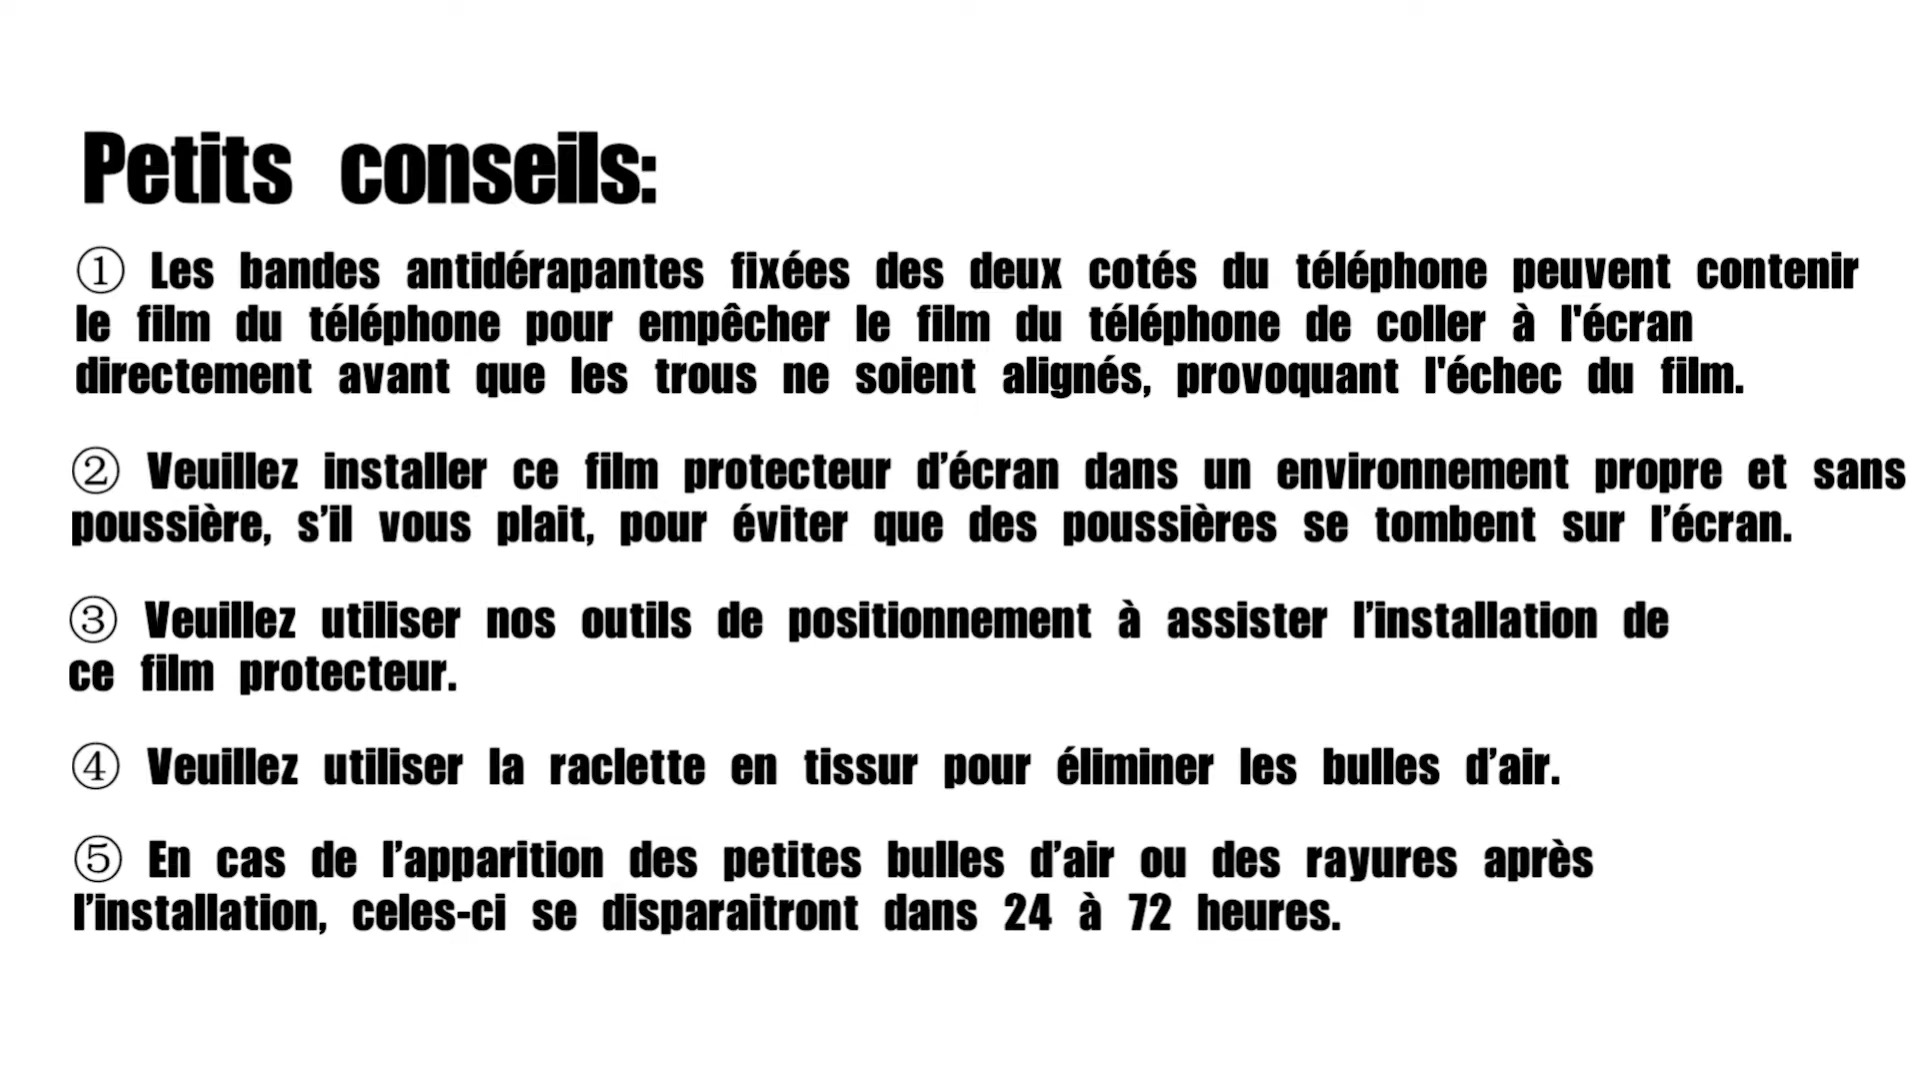 Petits conseils:
① Les bandes antidérapantes fixées des deux cotés du téléphone peuvent contenir
le film du téléphone pour empêcher le film du téléphone de coller à l'écran
directement avant que les trous ne soient alignés, provoquant l'échec du film.
② Veuillez installer ce film protecteur d’écran dans un environnement propre et sans
poussière, s’il vous plait, pour éviter que des poussières se tombent sur l’écran.
③ Veuillez utiliser nos outils de positionnement à assister l’installation de
ce film protecteur.
④ Veuillez utiliser la raclette en tissur pour éliminer les bulles d’air.
⑤ En cas de l’apparition des petites bulles d’air ou des rayures après
l’installation, celes-ci se disparaitront dans 24 à 72 heures.